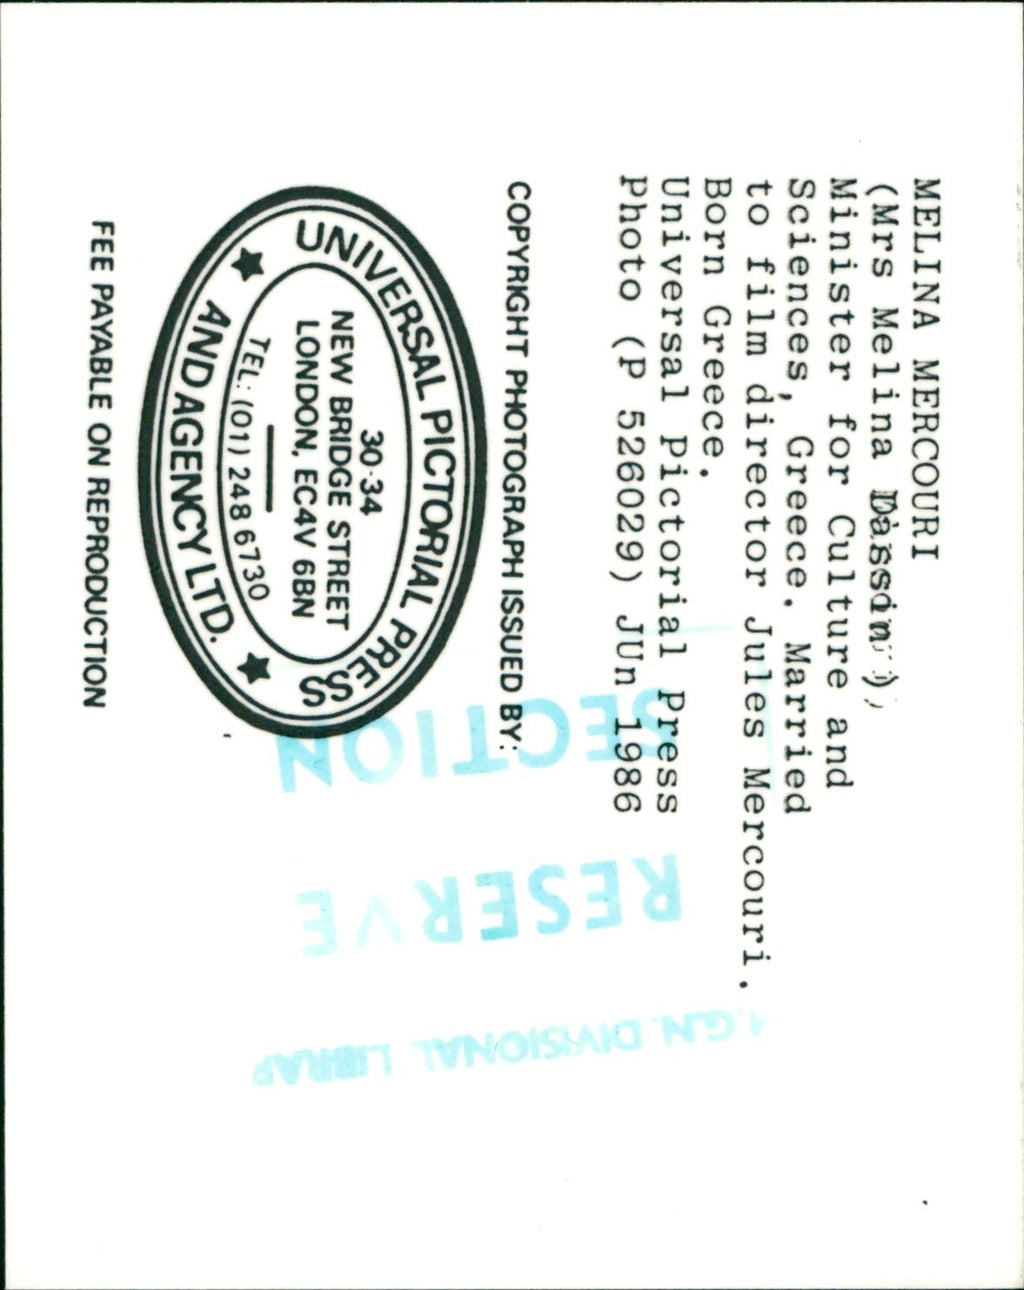 MELINA MERCOURI
(Mrs Melina Dassin),
Minister for Culture and
Sciences, Greece. Married
to film director Jules Mercouri.
Born Greece.
Universal Pictorial Press
Photo (P 526029) JUn 1986
COPYRIGHT PHOTOGRAPH ISSUED BY:
UNIVERSAL PICTORIAL PRESS
AND AGENCY LTD.
30-34
NEW BRIDGE STREET
LONDON, EC4V 6BN
TEL: (01) 248 6730
FEE PAYABLE ON REPRODUCTION
SECTION
RESERVE
DIVISIONAL